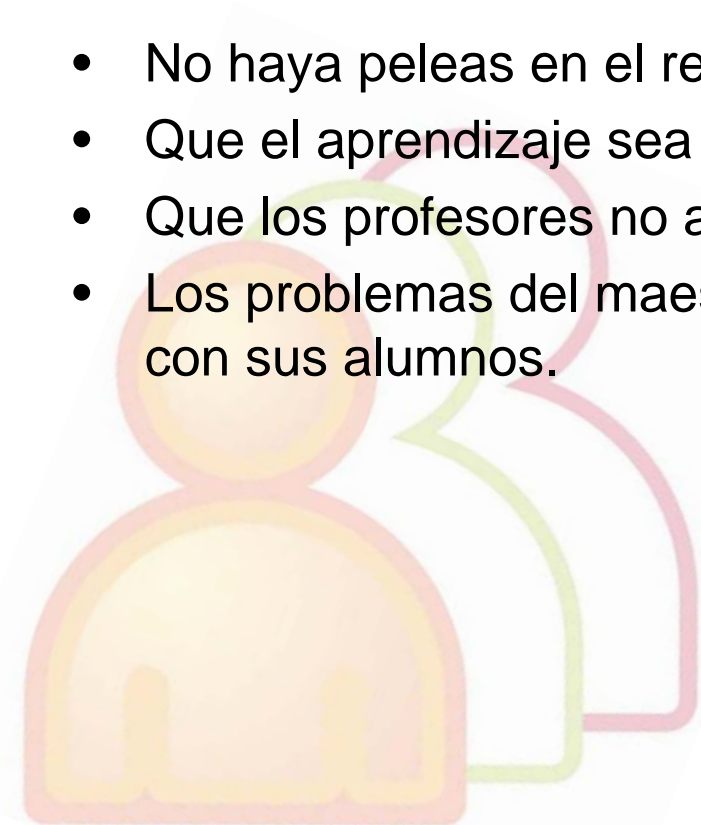 • No haya peleas en el re
• Que el aprendizaje sea
• Que los profesores no a
• Los problemas del maes
con sus alumnos.